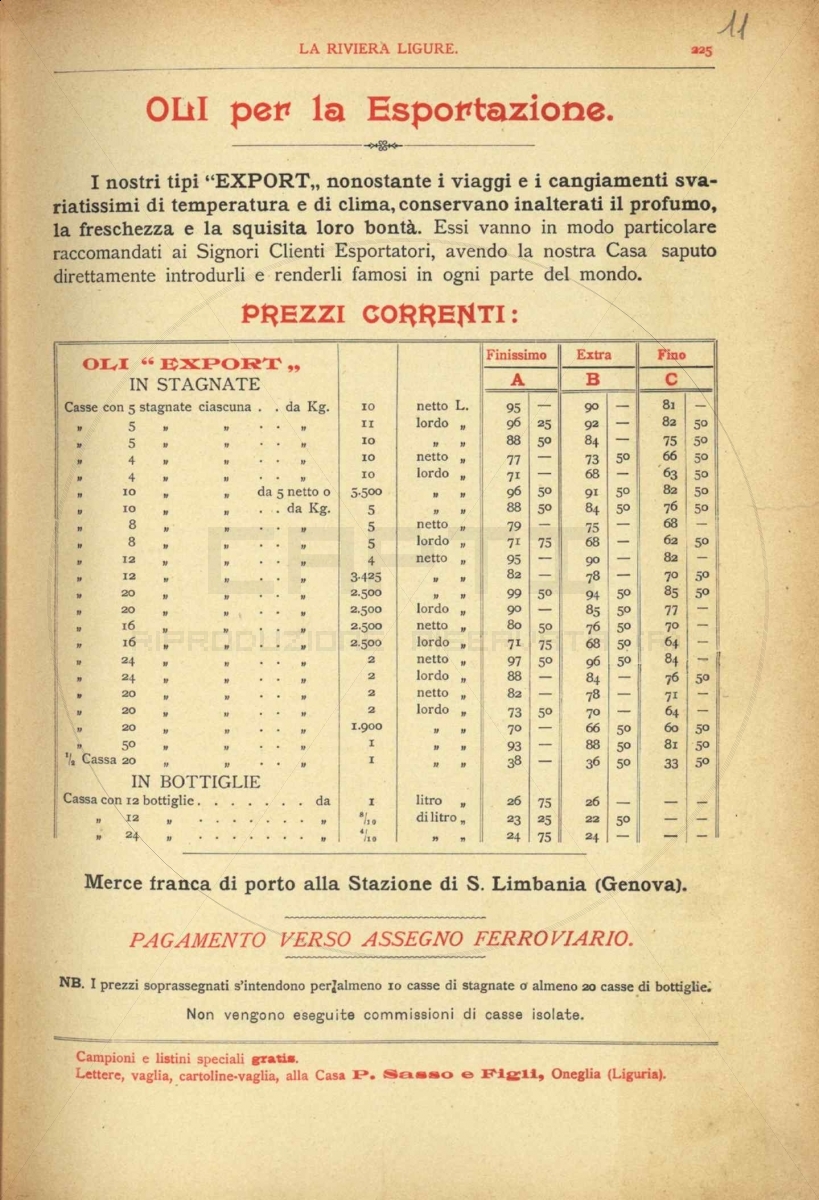 11
LA RIVIERA LIGURE. 225
OLI per la Esportazione.
I nostri tipi “EXPORT„ nonostante i viaggi e i cangiamenti sva-
riatissimi di temperatura e di clima, conservano inalterati il profumo,
la freschezza e la squisita loro bontà. Essi vanno in modo particolare
raccomandati ai Signori Clienti Esportatori, avendo la nostra Casa saputo
direttamente introdurli e renderli famosi in ogni parte del mondo.
PREZZI CORRENTI:
Finissimo Extra Fino
OLI “EXPORT„
A B C
IN STAGNATE
Casse con 5 stagnate ciascuna . . da Kg. 10 netto L. 95 — 90 — 81 —
„ 5 „ „ . . „ 11 lordo „ 96 25 92 — 82 50
„ 5 „ „ . . „ 10 „ „ 88 50 84 — 75 50
„ 4 „ „ . . „ 10 netto „ 77 — 73 50 66 50
„ 4 „ „ . . „ 10 lordo „ 71 — 68 — 63 50
„ 10 „ „ da 5 netto o 5.500 „ „ 96 50 91 50 82 50
„ 10 „ „ . . da Kg. 5 „ „ 88 50 84 50 76 50
„ 8 „ „ . . „ 5 netto „ 79 — 75 — 68 —
„ 8 „ „ . . „ 5 lordo „ 71 75 68 — 62 50
„ 12 „ „ . . „ 4 netto „ 95 — 90 — 82 —
„ 12 „ „ . . „ 3.425 „ „ 82 — 78 — 70 50
„ 20 „ „ . . „ 2.500 „ „ 99 50 94 50 85 50
„ 20 „ „ . . „ 2.500 lordo „ 90 — 85 50 77 —
„ 16 „ „ . . „ 2.500 netto „ 80 50 76 50 70 —
„ 16 „ „ . . „ 2.500 lordo „ 71 75 68 50 64 —
„ 24 „ „ . . „ 2 netto „ 97 50 96 50 84 —
„ 24 „ „ . . „ 2 lordo „ 88 — 84 — 76 50
„ 20 „ „ . . „ 2 netto „ 82 — 78 — 71 —
„ 20 „ „ . . „ 2 lordo „ 73 50 70 — 64 —
„ 20 „ „ . . „ 1.900 „ „ 70 — 66 50 60 50
„ 50 „ „ . . „ 1 „ „ 93 — 88 50 81 50
½ Cassa 20 „ „ . . „ 1 „ „ 38 — 36 50 33 50
IN BOTTIGLIE
Cassa con 12 bottiglie . . . . . . . da 1 litro „ 26 75 26 — — —
„ 12 „ . . . . . . . „ 8/10 di litro „ 23 25 22 50 — —
„ 24 „ . . . . . . . „ 4/10 „ „ 24 75 24 — — —
Merce franca di porto alla Stazione di S. Limbania (Genova).
PAGAMENTO VERSO ASSEGNO FERROVIARIO.
NB. I prezzi soprassegnati s'intendono per almeno 10 casse di stagnate o almeno 20 casse di bottiglie.
Non vengono eseguite commissioni di casse isolate.
Campioni e listini speciali gratis.
Lettere, vaglia, cartoline-vaglia, alla Casa P. Sasso e Figli, Oneglia (Liguria).